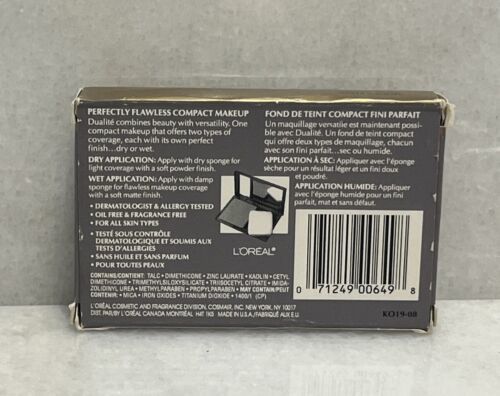 PERFECTLY FLAWLESS COMPACT MAKEUP
Dualité combines beauty with versatility. One
compact makeup that offers two types of
coverage, each with its own perfect
finish...dry or wet.
DRY APPLICATION: Apply with dry sponge for
light coverage with a soft powder finish.
WET APPLICATION: Apply with damp
sponge for flawless makeup coverage
with a soft matte finish.
• DERMATOLOGIST & ALLERGY TESTED
• OIL FREE & FRAGRANCE FREE
• FOR ALL SKIN TYPES
• TESTÉ SOUS CONTRÔLE
DERMATOLOGIQUE ET SOUMIS AUX
TESTS D'ALLERGIES
• SANS HUILE ET SANS PARFUM
• POUR TOUTES PEAUX
FOND DE TEINT COMPACT FINI PARFAIT
Un maquillage versatile est maintenant possi-
ble avec Dualité. Un fond de teint compact
qui offre deux types de maquillage, chacun
avec son fini parfait....sec ou humide.
APPLICATION À SEC: Appliquer avec l'éponge
sèche pour un résultat léger et un fini doux
et poudré.
APPLICATION HUMIDE: Appliquer
avec l'éponge humide pour un fini
parfait, mat et sans défaut.
L'ORÉAL®
CONTAINS/CONTIENT: TALC • DIMETHICONE • ZINC LAURATE • KAOLIN • CETYL
DIMETHICONE • TRIMETHYLSILOXYSILICATE • TRIISOCETYL CITRATE • IMIDA-
ZOLIDINYL UREA • METHYLPARABEN • PROPYLPARABEN • MAY CONTAIN/PEUT
CONTENIR: • MICA • IRON OXIDES • TITANIUM DIOXIDE • 1400/1 (CP)
L'ORÉAL COSMETIC AND FRAGRANCE DIVISION, COSMAIR, INC., NEW YORK, NY 10017
DIST. PAR/BY L'ORÉAL CANADA MONTRÉAL H4T 1K5 MADE IN U.S.A./FABRIQUÉ AUX É.U.
0 71249 00649 8
KO19-08